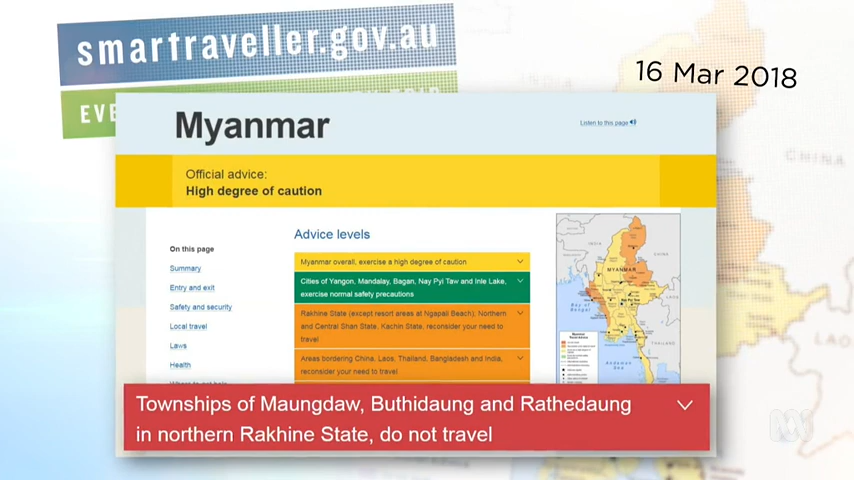 smartraveller.gov.au
16 Mar 2018
Myanmar
Listen to this page
Official advice:
High degree of caution
Advice levels
On this page
Summary
Entry and exit
Safety and security
Local travel
Laws
Health
Myanmar overall, exercise a high degree of caution
Cities of Yangon, Mandalay, Bagan, Nay Pyi Taw and Inle Lake,
exercise normal safety precautions
Rakhine State (except resort areas at Ngapali Beach), Northern
and Central Shan State, Kachin State, reconsider your need to
travel
Areas bordering China, Laos, Thailand, Bangladesh and India,
reconsider your need to travel
INDIA
CHINA
MYANMAR
LAOS
Bay of
Bengal
THAILAND
Andaman
Sea
Townships of Maungdaw, Buthidaung and Rathedaung
in northern Rakhine State, do not travel
CHINA